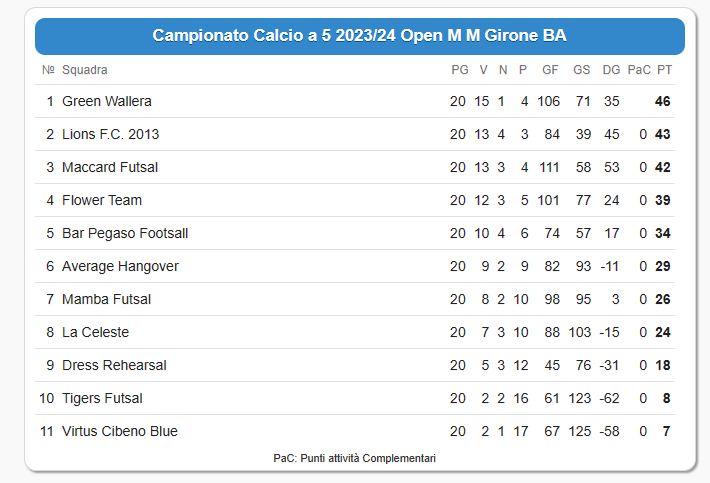 Campionato Calcio a 5 2023/24 Open M M Girone BA
№ Squadra PG V N P GF GS DG PaC PT
1 Green Wallera 20 15 1 4 106 71 35 46
2 Lions F.C. 2013 20 13 4 3 84 39 45 0 43
3 Maccard Futsal 20 13 3 4 111 58 53 0 42
4 Flower Team 20 12 3 5 101 77 24 0 39
5 Bar Pegaso Footsall 20 10 4 6 74 57 17 0 34
6 Average Hangover 20 9 2 9 82 93 -11 0 29
7 Mamba Futsal 20 8 2 10 98 95 3 0 26
8 La Celeste 20 7 3 10 88 103 -15 0 24
9 Dress Rehearsal 20 5 3 12 45 76 -31 0 18
10 Tigers Futsal 20 2 2 16 61 123 -62 0 8
11 Virtus Cibeno Blue 20 2 1 17 67 125 -58 0 7
PaC: Punti attività Complementari